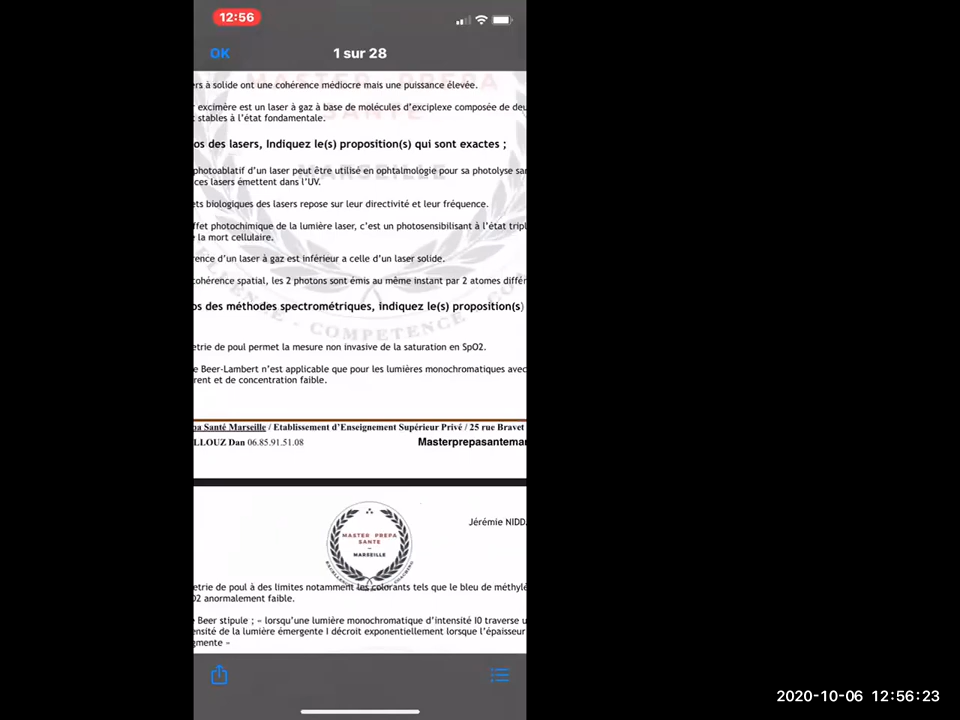 12:56
OK
1 sur 28
ers à solide ont une cohérence médiocre mais une puissance élevée.
MASTER PREPA
SANTE
excimère est un laser à gaz à base de molécules d'exciplexe composée de deu
stables à l'état fondamentale.
os des lasers, Indiquez le(s) proposition(s) qui sont exactes ;
MARSEILLE
photoablatif d'un laser peut être utilisé en ophtalmologie pour sa photolyse san
ces lasers émettent dans l'UV.
ets biologiques des lasers repose sur leur directivité et leur fréquence.
ffet photochimique de la lumière laser, c'est un photosensibilisant à l'état tripl
la mort cellulaire.
rence d'un laser à gaz est inférieur a celle d'un laser solide.
cohérence spatial, les 2 photons sont émis au même instant par 2 atomes différ
os des méthodes spectrométriques, indiquez le(s) proposition(s)
- COMPETENCE
etrie de poul permet la mesure non invasive de la saturation en SpO2.
e Beer-Lambert n'est applicable que pour les lumières monochromatiques avec
rent et de concentration faible.
pa Santé Marseille / Etablissement d'Enseignement Supérieur Privé / 25 rue Bravet
LLOUZ Dan 06.85.91.51.08
Masterprepasantemar
Jérémie NIDD
MASTER PREPA
SANTE
~
MARSEILLE
etrie de poul à des limites notamment les colorants tels que le bleu de méthylè
O2 anormalement faible.
Beer stipule ; « lorsqu'une lumière monochromatique d'intensité I0 traverse u
ensité de la lumière émergente I décroit exponentiellement lorsque l'épaisseur
gmente »
2020-10-06 12:56:23